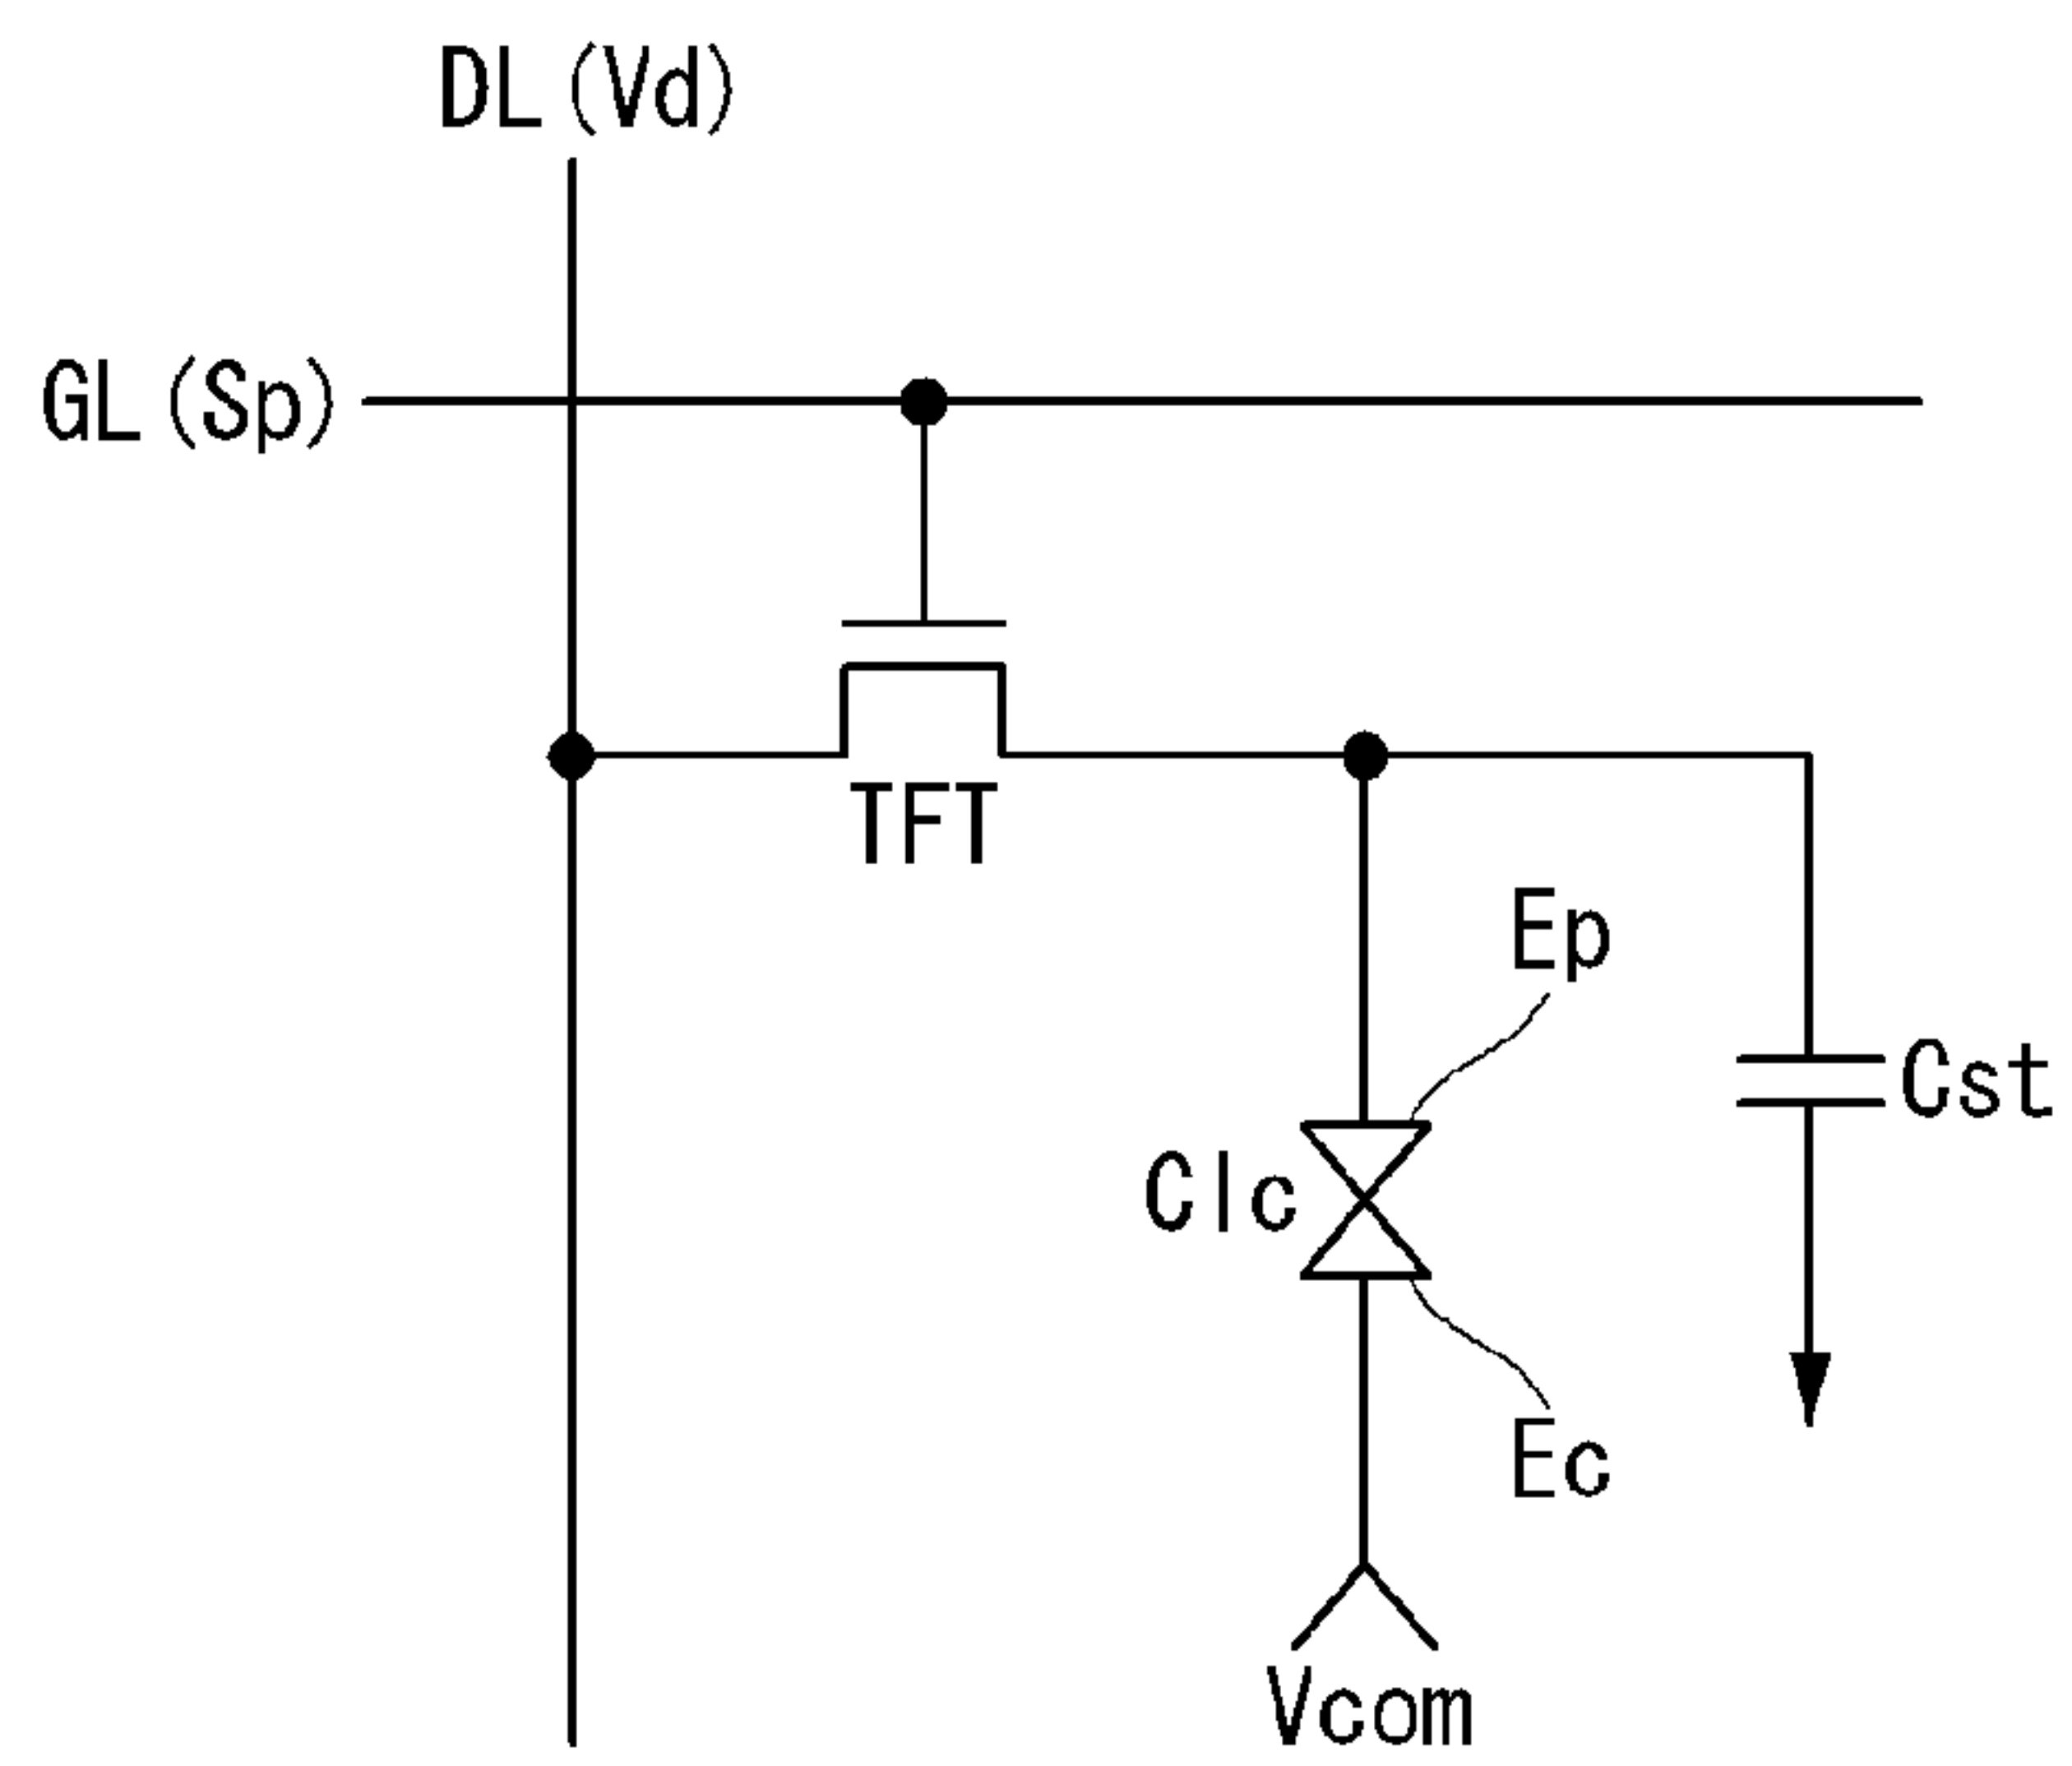 DL(Vd)
GL(Sp)
TFT
Ep
Cst
Clc
Ec
Vcom